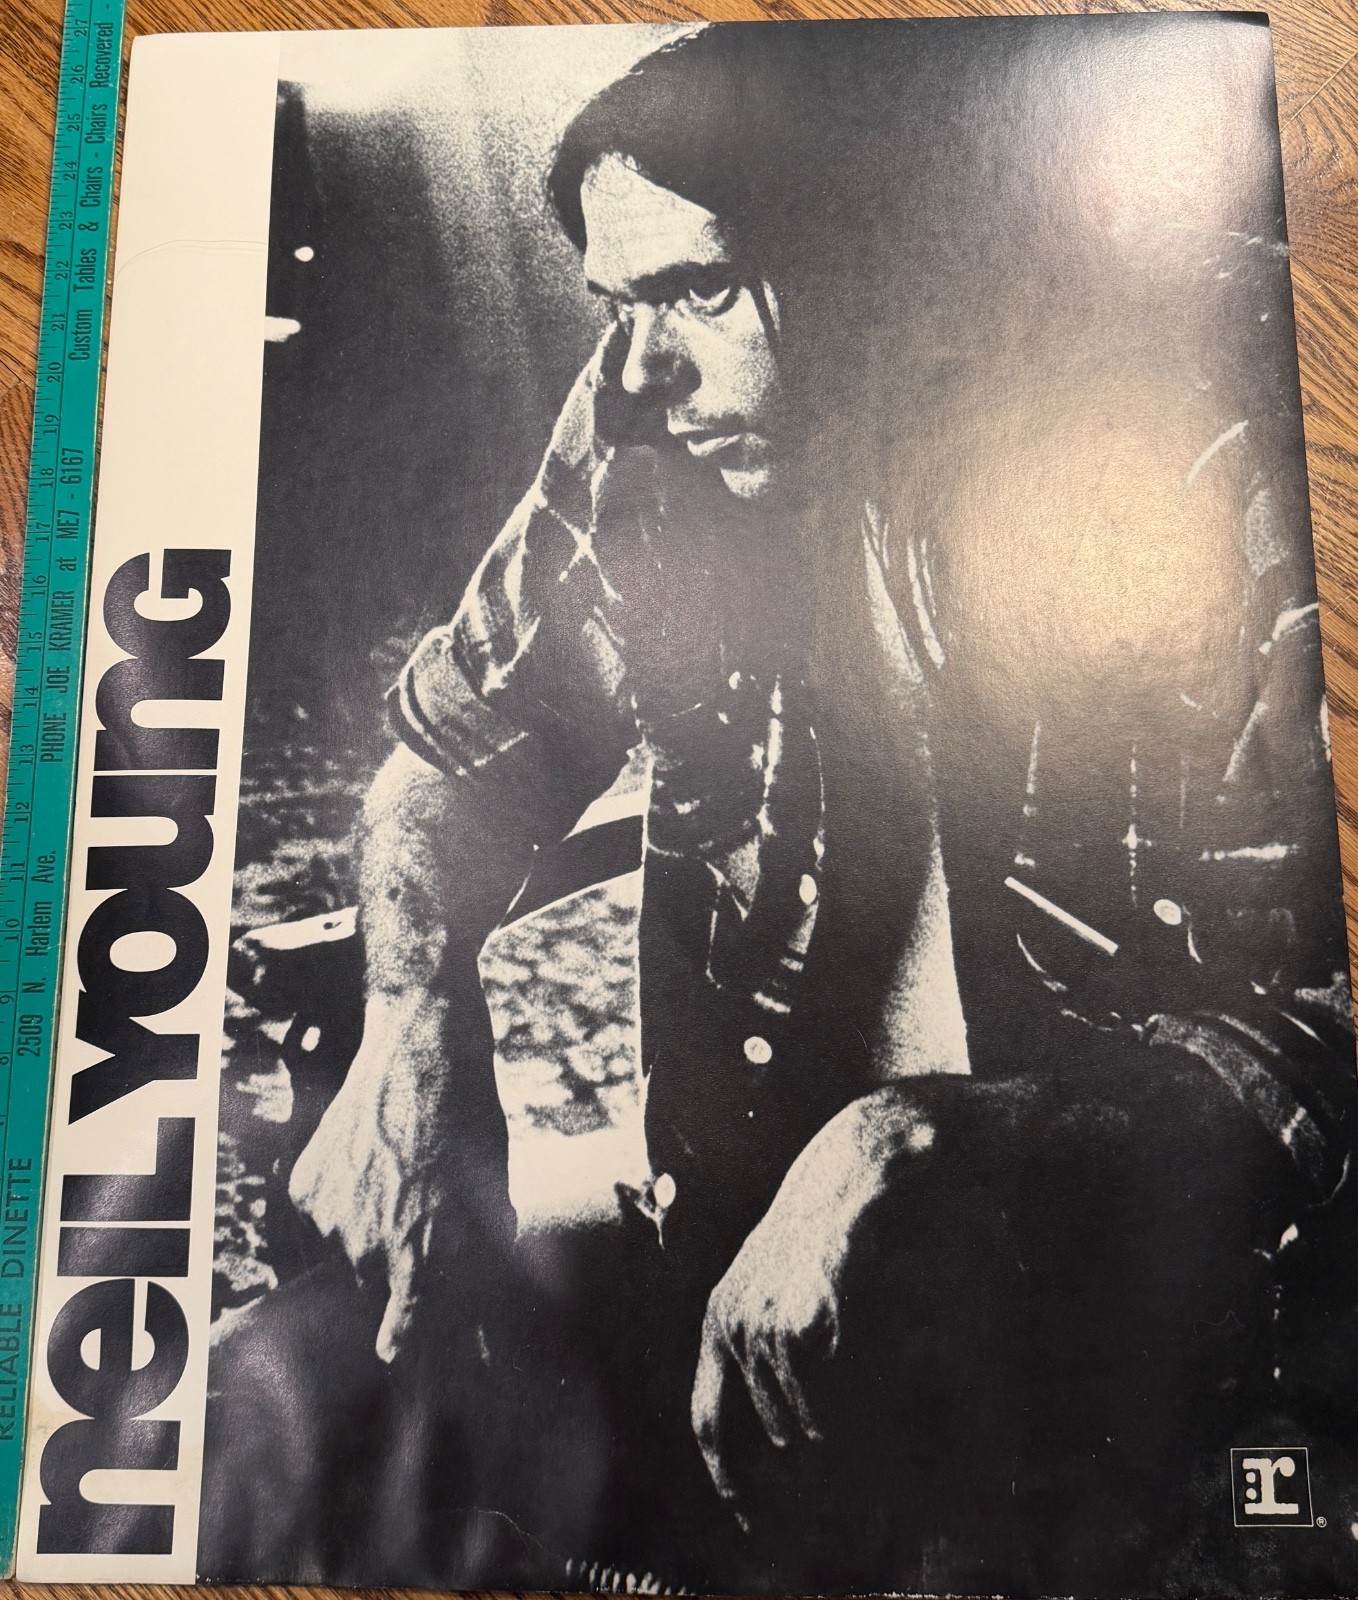 neil young
r
®
RELIABLE DINETTE 2509 N. Harlem Ave. PHONE JOE KRAMER at ME7 - 6167 Custom Tables & Chairs - Chairs Recovered -
8 9 10 11 12 13 14 15 16 17 18 19 20 21 22 23 24 25 26 27